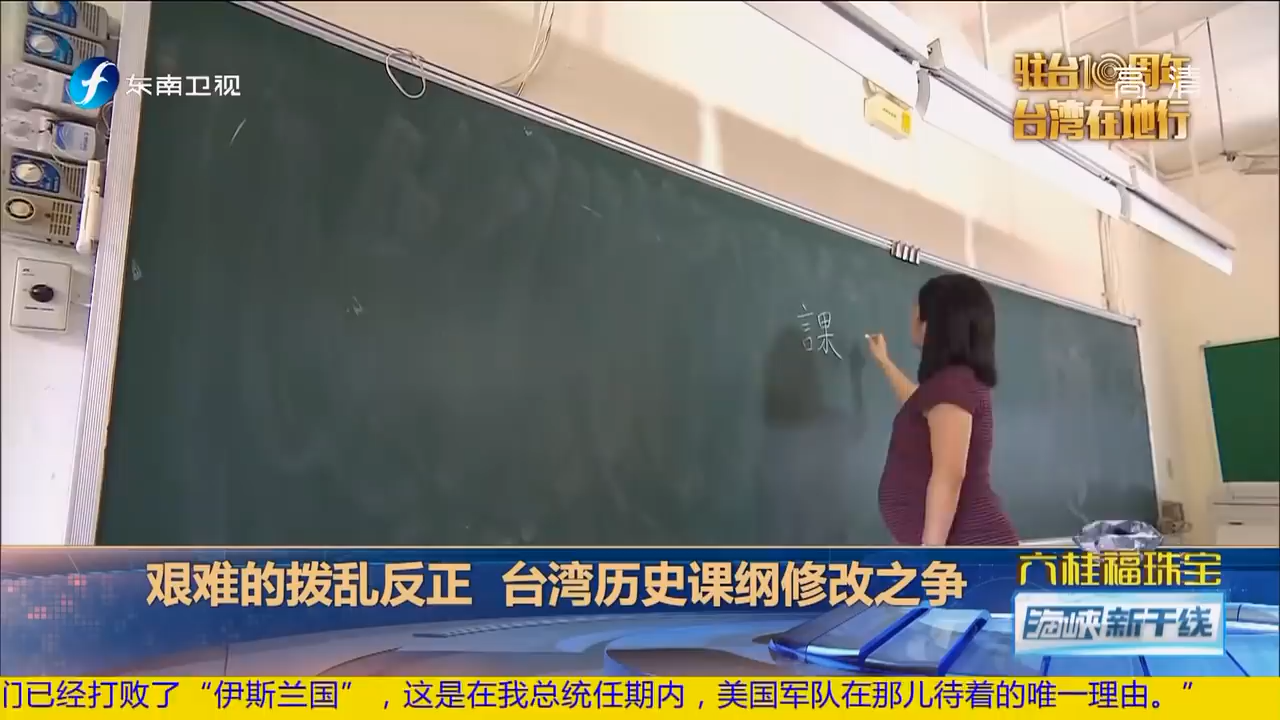 东南卫视
驻台10周年
高清
台湾在地行
課
艰难的拨乱反正 台湾历史课纲修改之争
六桂福珠宝
海峡新干线
们已经打败了“伊斯兰国”，这是在我总统任期内，美国军队在那儿待着的唯一理由。”